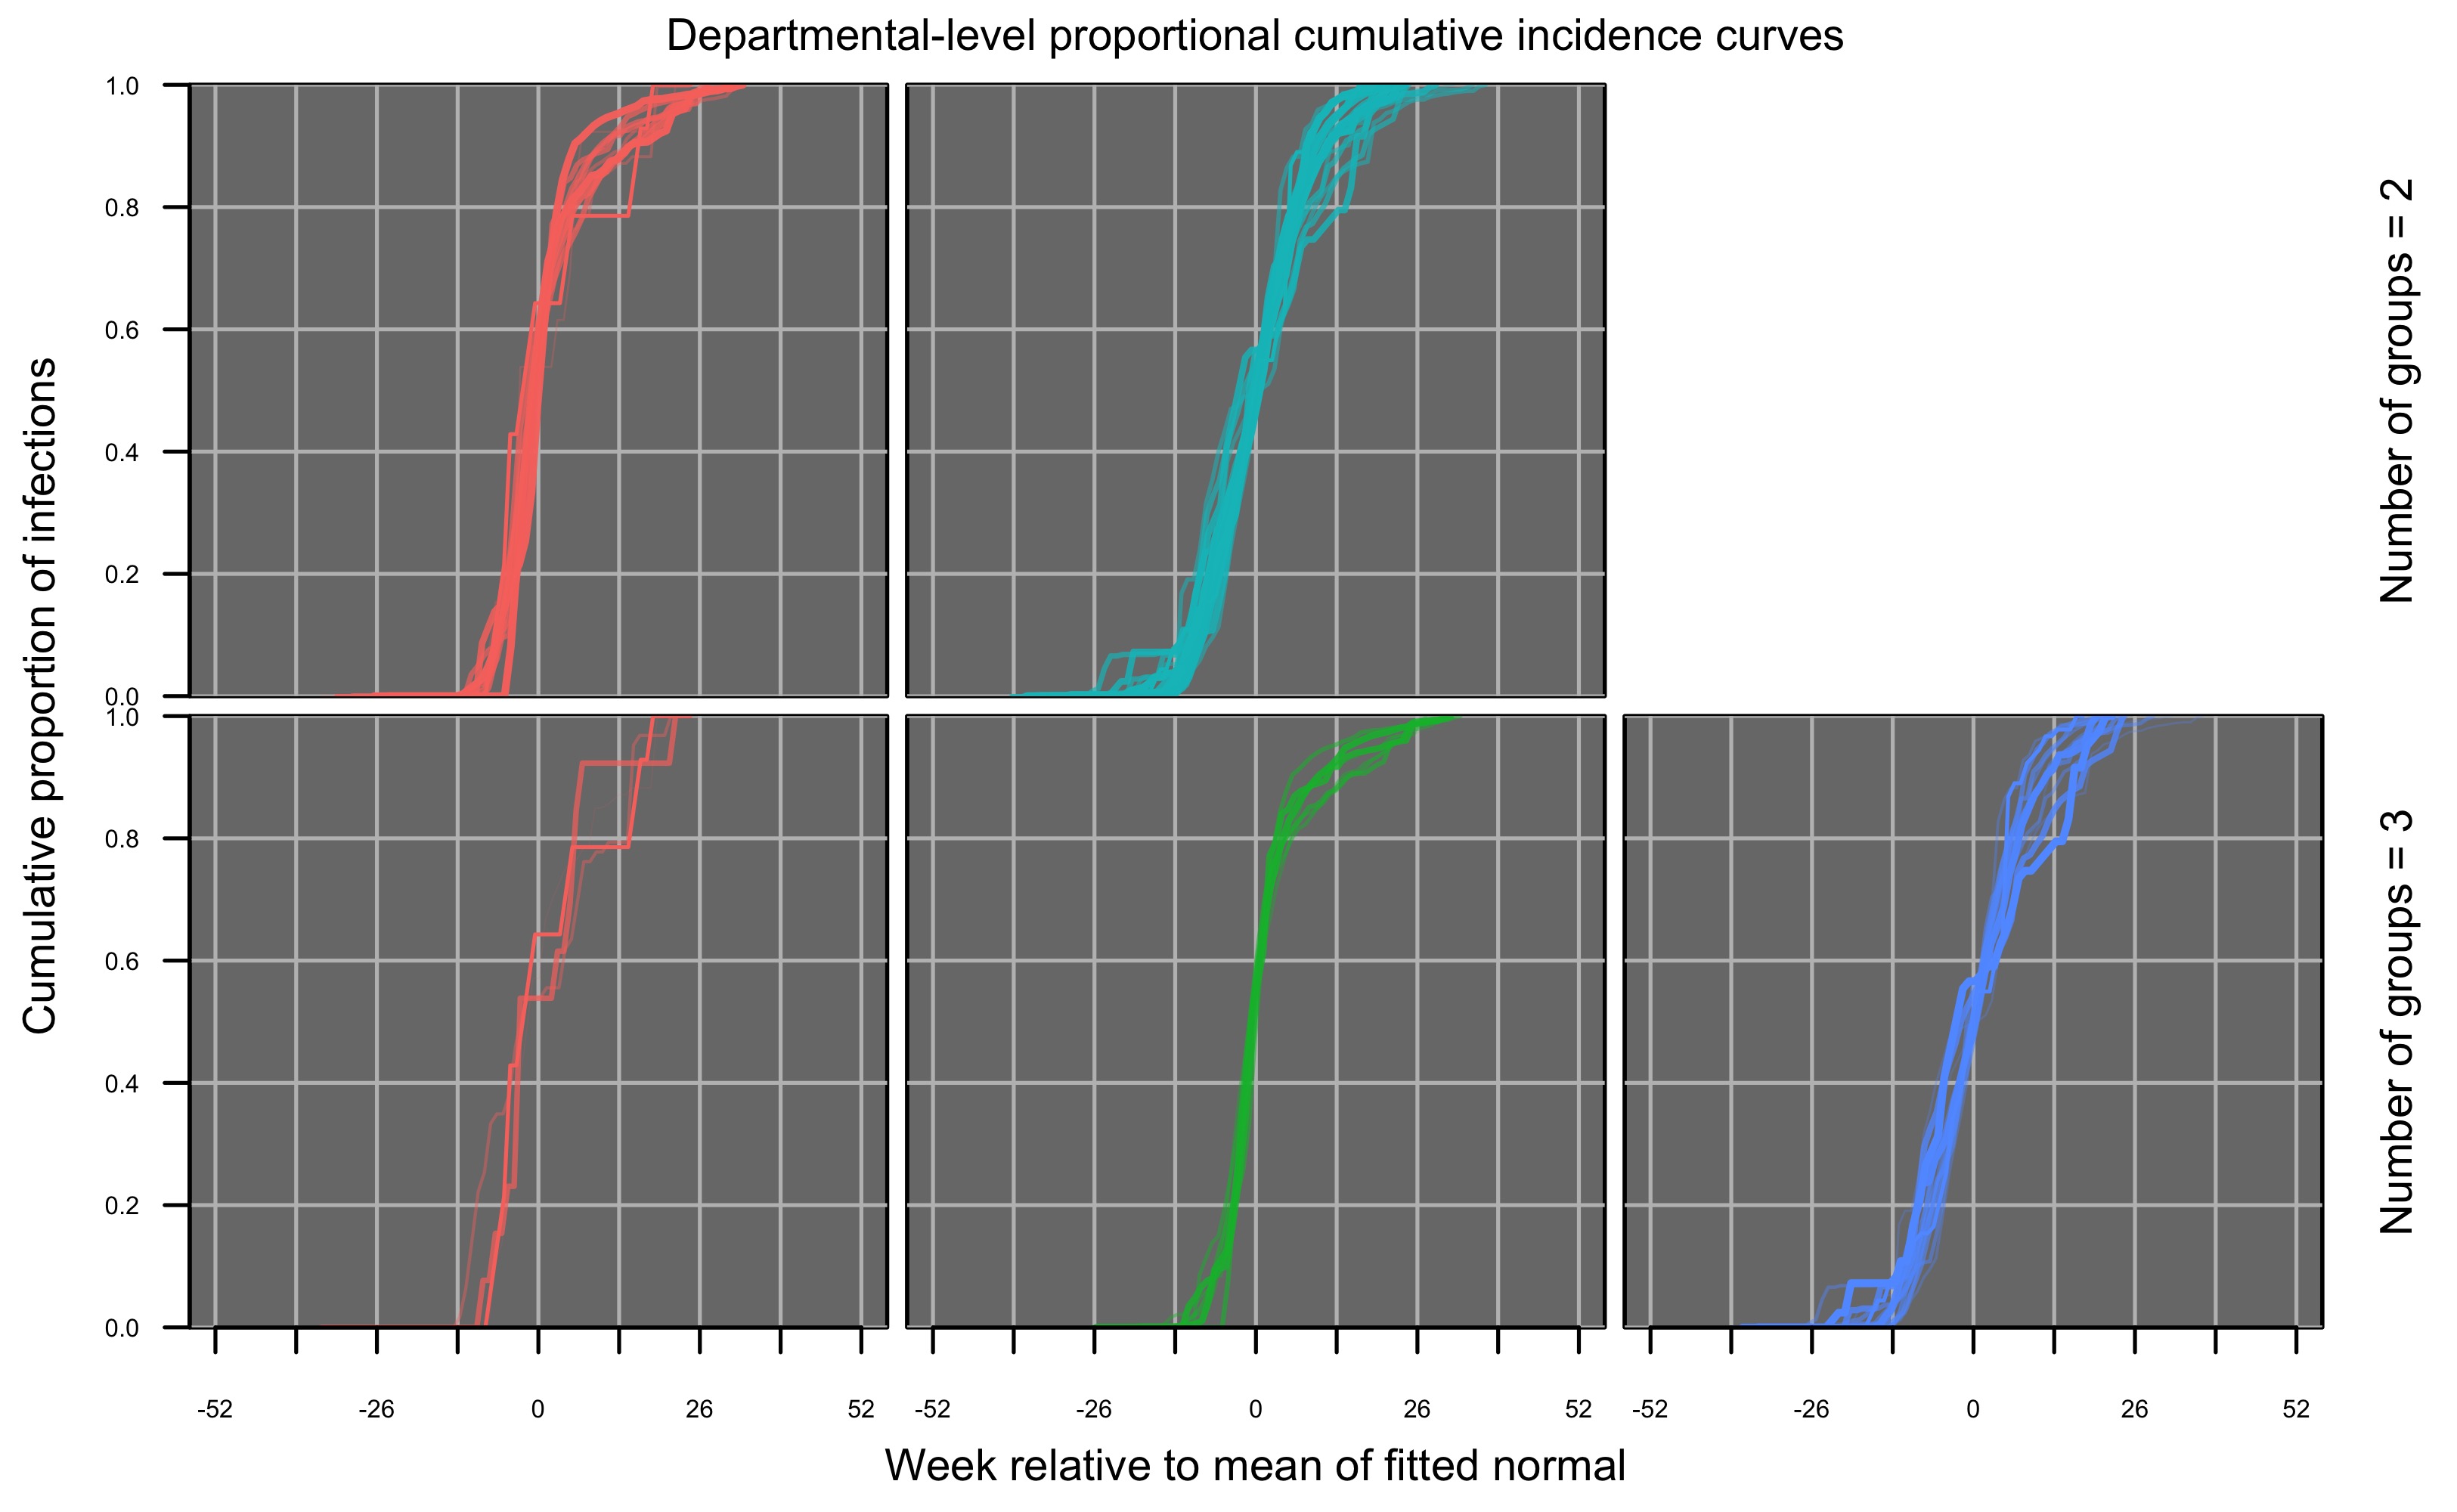 Departmental-level proportional cumulative incidence curves
Cumulative proportion of infections
1.0
0.8
0.6
0.4
0.2
0.0
Number of groups = 2
1.0
0.8
0.6
0.4
0.2
0.0
Number of groups = 3
-52 -26 0 26 52 -52 -26 0 26 52 -52 -26 0 26 52
Week relative to mean of fitted normal